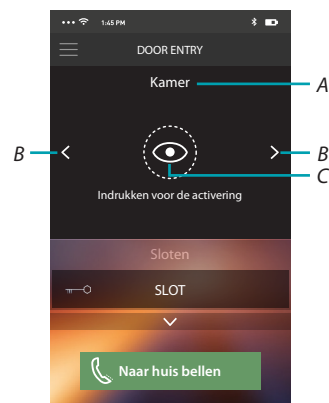 1:45 PM
DOOR ENTRY
Kamer
A
B
B
C
Indrukken voor de activering
Sloten
SLOT
Naar huis bellen